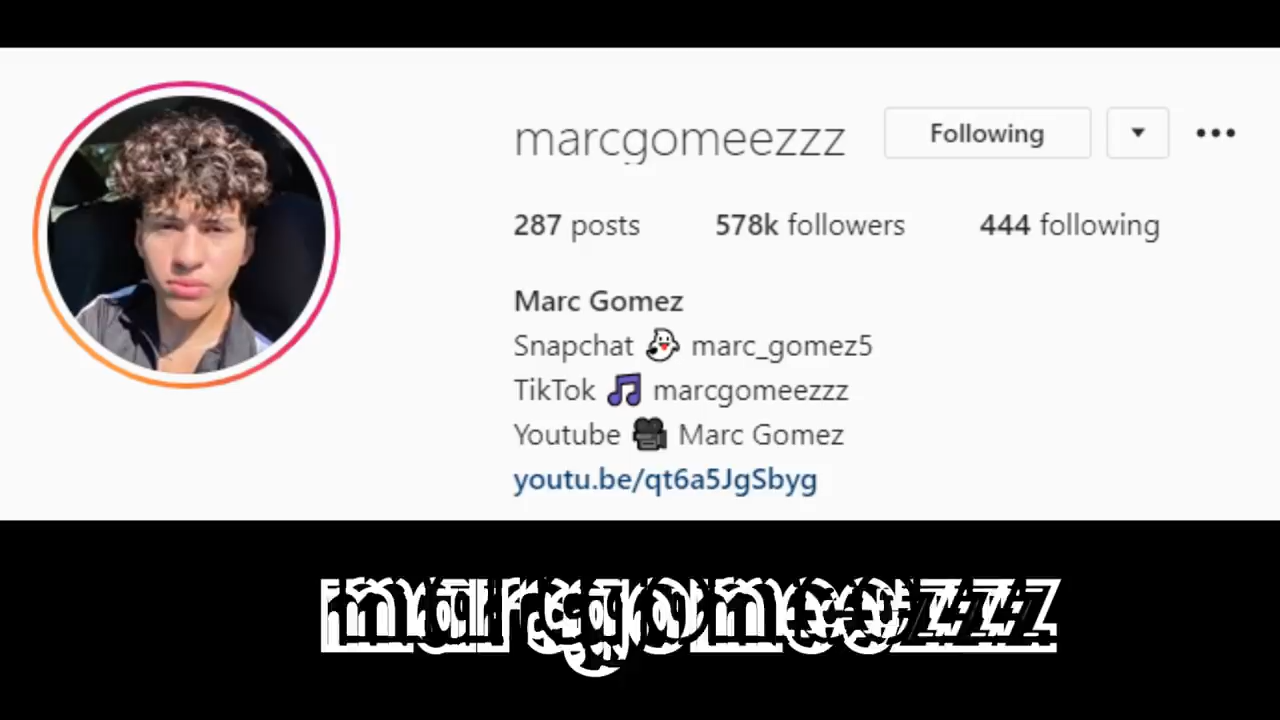 marcgomeezzz Following
287 posts 578k followers 444 following
Marc Gomez
Snapchat 👻 marc_gomez5
TikTok 🎵 marcgomeezzz
Youtube 🎥 Marc Gomez
youtu.be/qt6a5JgSbyg
marcgomeezzz